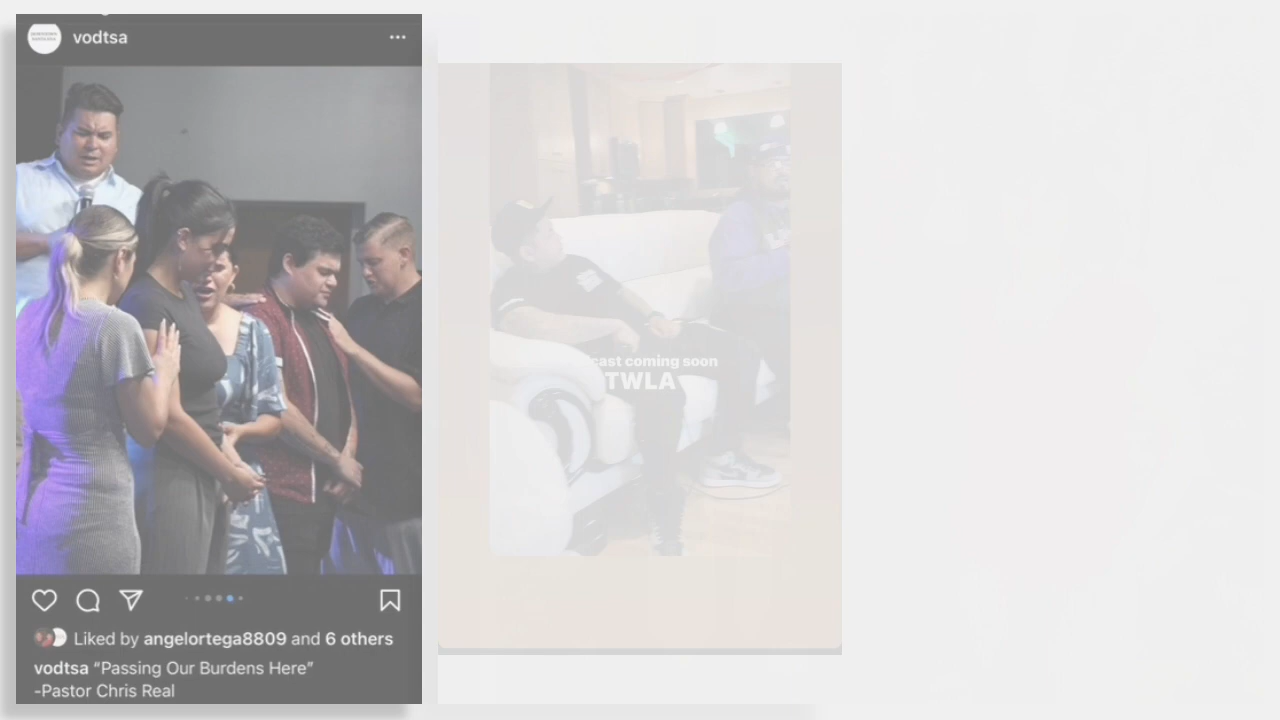 vodtsa
Liked by angelortega8809 and 6 others
vodtsa “Passing Our Burdens Here”
-Pastor Chris Real
cast coming soon
TWLA